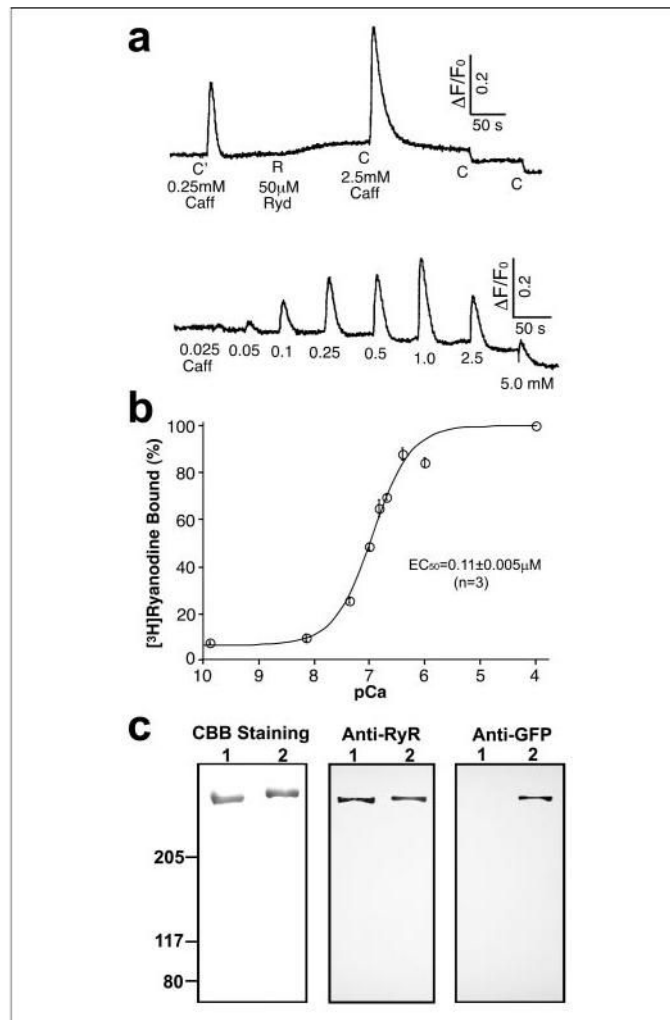 a
ΔF/F₀
0.2
50 s
C' R C C C
0.25mM 50μM 2.5mM
Caff Ryd Caff
ΔF/F₀
0.2
50 s
0.025 0.05 0.1 0.25 0.5 1.0 2.5 5.0 mM
Caff
b
[³H]Ryanodine Bound (%)
100
80
60
40
20
0
EC₅₀=0.11±0.005μM
(n=3)
10 9 8 7 6 5 4
pCa
c
CBB Staining Anti-RyR Anti-GFP
1 2 1 2 1 2
205
117
80